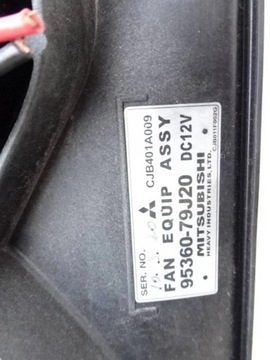 CJB401A009
SER. NO.
FAN EQUIP ASSY
95360-79J20 DC12V
MITSUBISHI
HEAVY INDUSTRIES, LTD.